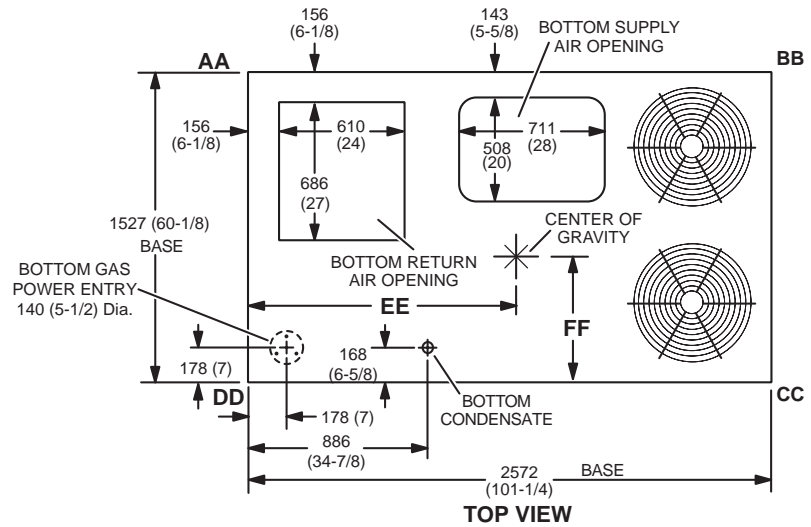 156
(6-1/8)
143
(5-5/8)
BOTTOM SUPPLY
AIR OPENING
AA
BB
156
(6-1/8)
610
(24)
711
(28)
508
(20)
686
(27)
1527 (60-1/8)
BASE
CENTER OF
GRAVITY
BOTTOM RETURN
AIR OPENING
BOTTOM GAS
POWER ENTRY
140 (5-1/2) Dia.
EE
FF
178 (7)
168
(6-5/8)
DD
CC
BOTTOM
CONDENSATE
178 (7)
886
(34-7/8)
2572
(101-1/4)
BASE
TOP VIEW